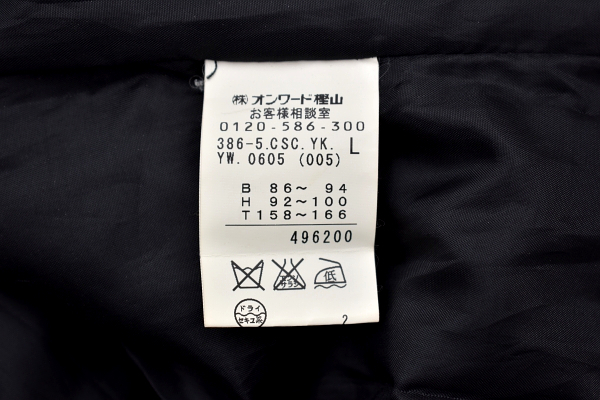 ㈱オンワード樫山
お客様相談室
0120-586-300
386-5.CSC.YK. L
YW.0605 (005)
B 86～ 94
H 92～100
T 158～166
496200
低
ドライ
セキユ系
2